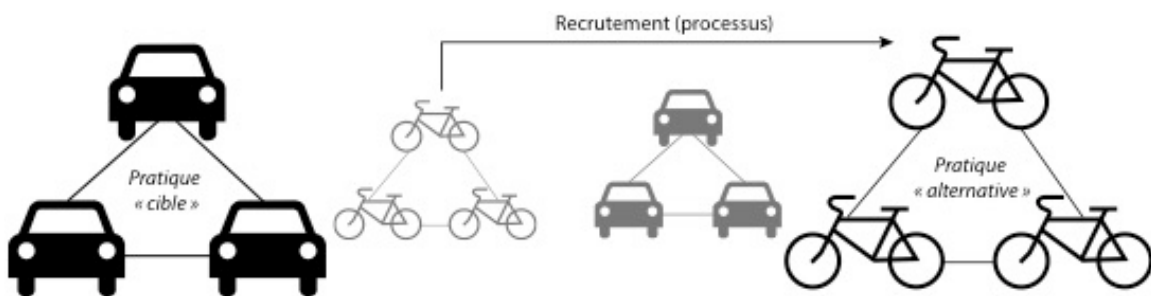 Recrutement (processus)
Pratique
« cible »
Pratique
« alternative »